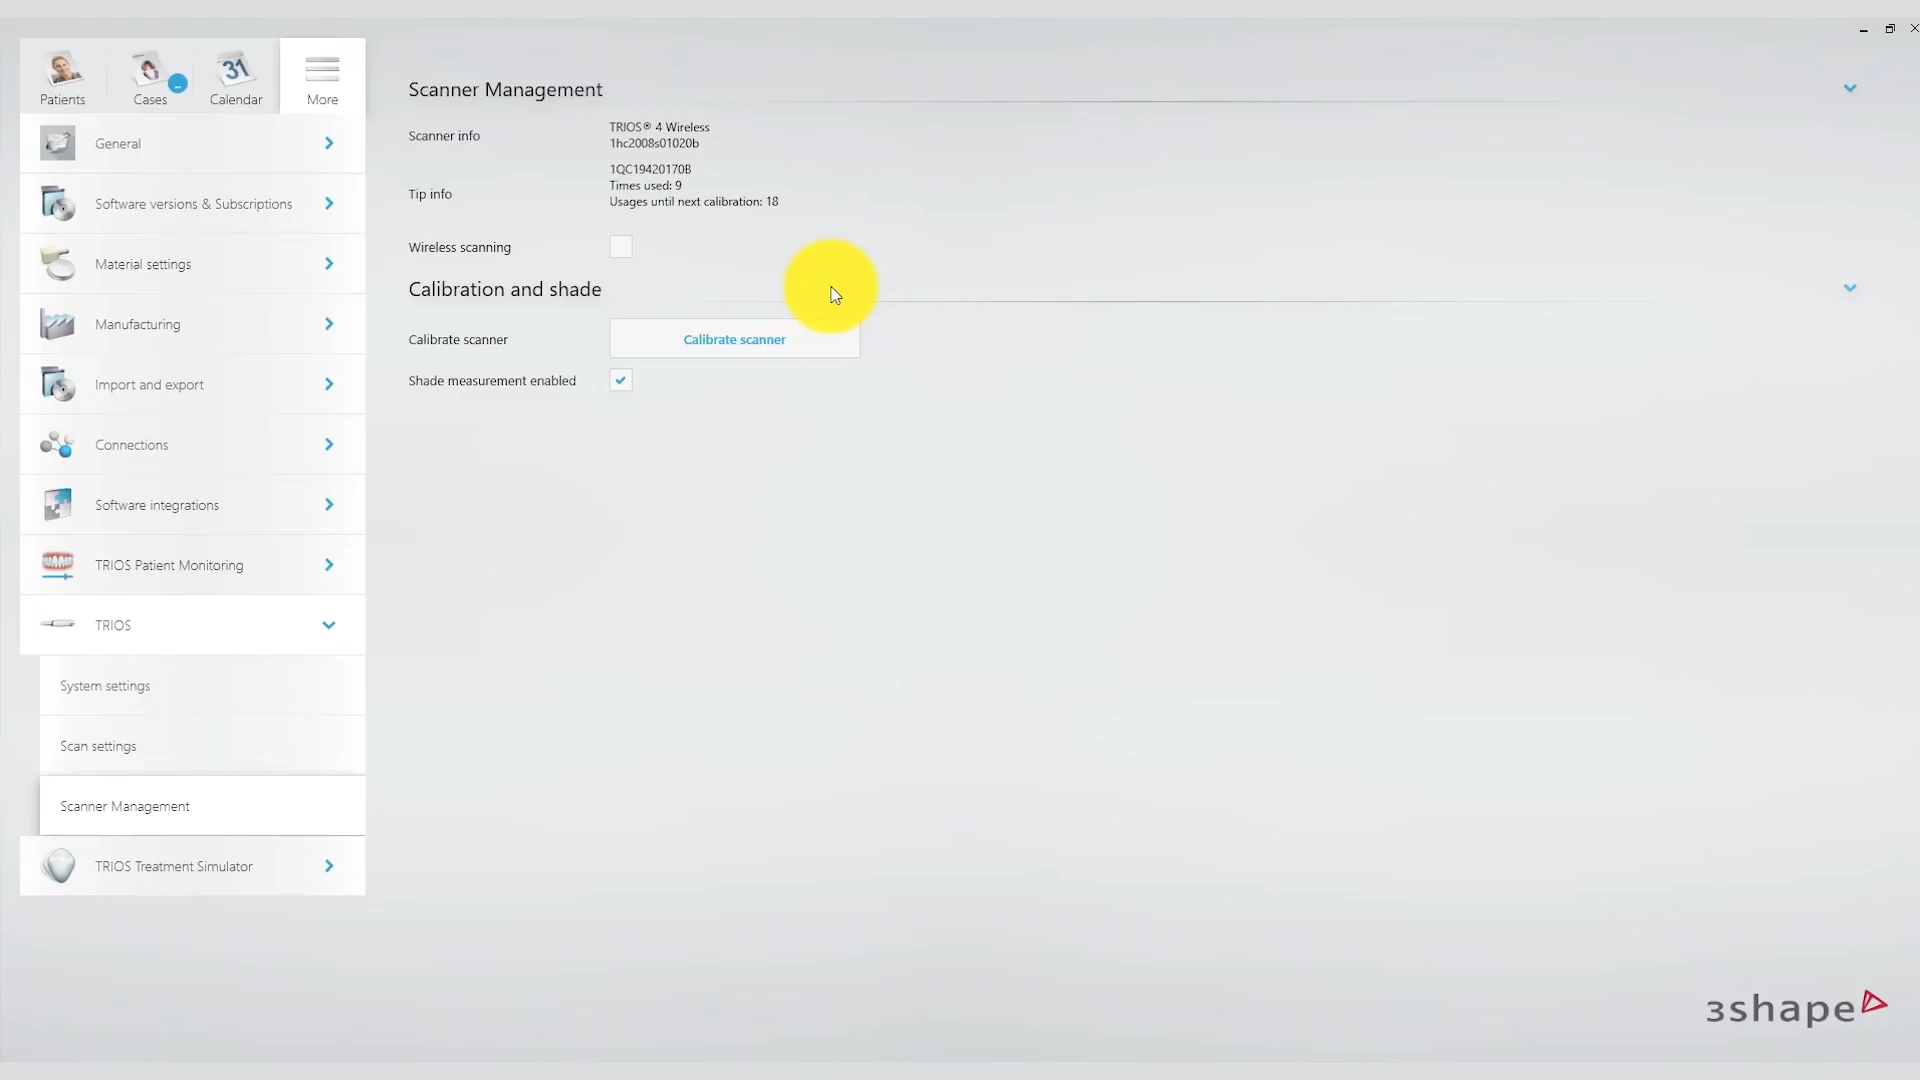 Patients
Cases
31
Calendar
More
General
Software versions & Subscriptions
Material settings
Manufacturing
Import and export
Connections
Software integrations
TRIOS Patient Monitoring
TRIOS
System settings
Scan settings
Scanner Management
TRIOS Treatment Simulator
Scanner Management
Scanner info
TRIOS® 4 Wireless
1hc2008s01020b
Tip info
1QC19420170B
Times used: 9
Usages until next calibration: 18
Wireless scanning
Calibration and shade
Calibrate scanner
Calibrate scanner
Shade measurement enabled
3shape